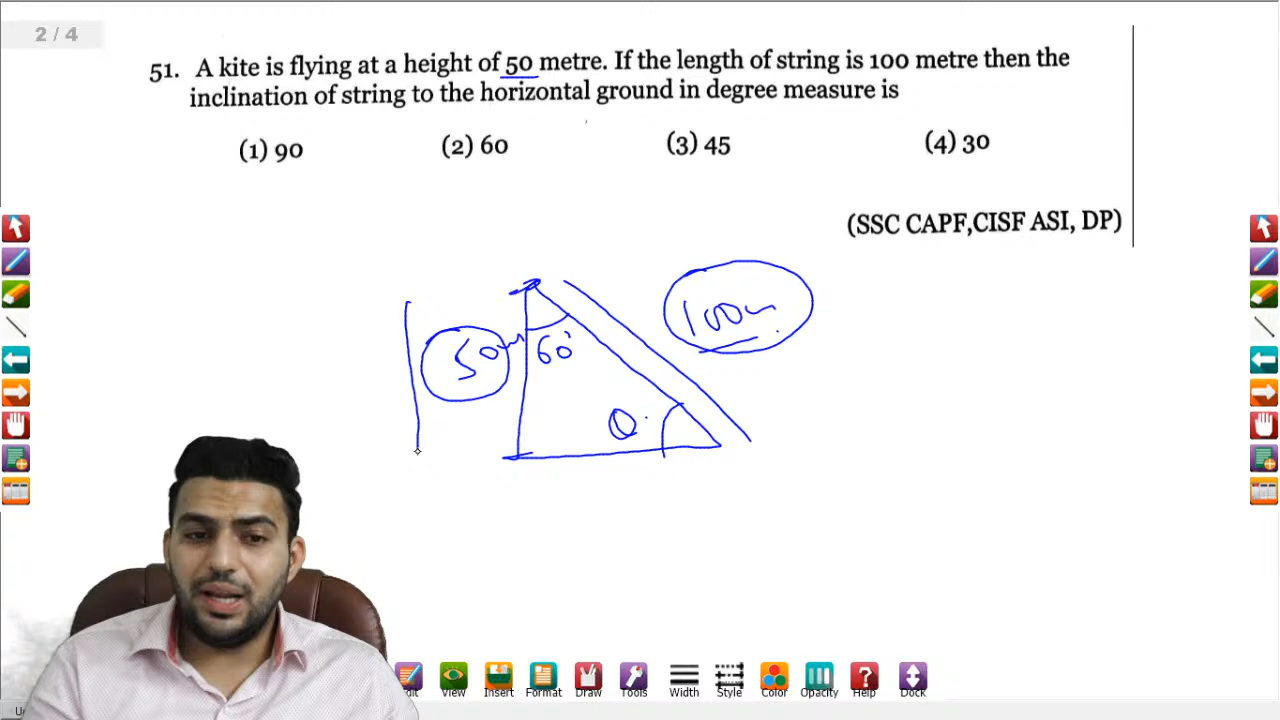 2 / 4
51. A kite is flying at a height of 50 metre. If the length of string is 100 metre then the
inclination of string to the horizontal ground in degree measure is
(1) 90 (2) 60 (3) 45 (4) 30
(SSC CAPF,CISF ASI, DP)
100m
50m 60°
θ
View Insert Format Draw Tools Width Style Color Opacity Help Dock